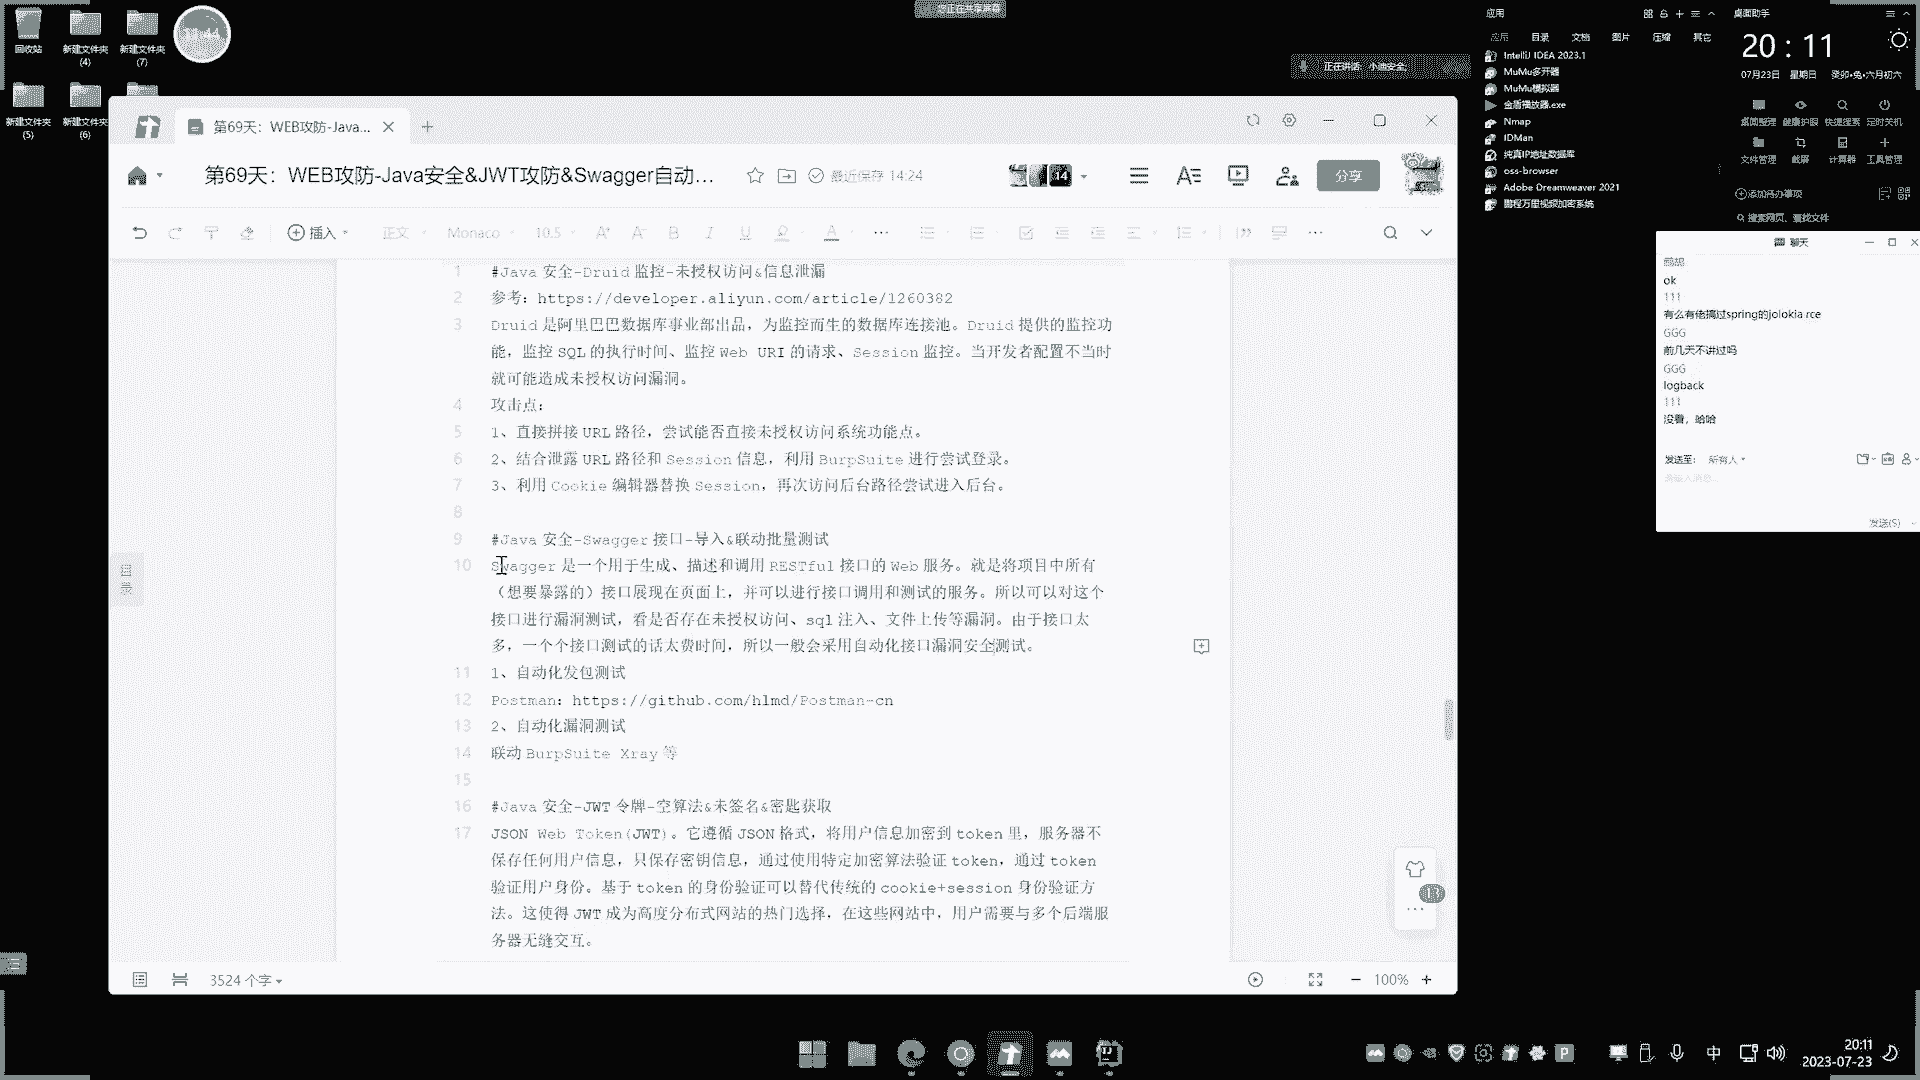 您正在共享屏幕
回收站
新建文件夹 (4)
新建文件夹 (7)
新建文件夹 (5)
新建文件夹 (6)
正在讲话: 小迪安全;
第69天：WEB攻防-Java...
第69天：WEB攻防-Java安全&JWT攻防&Swagger自动...
最近保存 14:24
14
分享
插入
正文
Monaco
10.5
1 #Java 安全-Druid 监控-未授权访问&信息泄漏
2 参考：https://developer.aliyun.com/article/1260382
3 Druid 是阿里巴巴数据库事业部出品，为监控而生的数据库连接池。Druid 提供的监控功
能，监控 SQL 的执行时间、监控 Web URI 的请求、Session 监控。当开发者配置不当时
就可能造成未授权访问漏洞。
4 攻击点：
5 1、直接拼接 URL 路径，尝试能否直接未授权访问系统功能点。
6 2、结合泄露 URL 路径和 Session 信息，利用 BurpSuite 进行尝试登录。
7 3、利用 Cookie 编辑器替换 Session，再次访问后台路径尝试进入后台。
8
9 #Java 安全-Swagger 接口-导入&联动批量测试
10 Swagger 是一个用于生成、描述和调用 RESTful 接口的 Web 服务。就是将项目中所有
（想要暴露的）接口展现在页面上，并可以进行接口调用和测试的服务。所以可以对这个
接口进行漏洞测试，看是否存在未授权访问、sql 注入、文件上传等漏洞。由于接口太
多，一个个接口测试的话太费时间，所以一般会采用自动化接口漏洞安全测试。
11 1、自动化发包测试
12 Postman：https://github.com/hlmd/Postman-cn
13 2、自动化漏洞测试
14 联动 BurpSuite Xray 等
15
16 #Java 安全-JWT 令牌-空算法&未签名&密匙获取
17 JSON Web Token(JWT)。它遵循 JSON 格式，将用户信息加密到 token 里，服务器不
保存任何用户信息，只保存密钥信息，通过使用特定加密算法验证 token，通过 token
验证用户身份。基于 token 的身份验证可以替代传统的 cookie+session 身份验证方
法。这使得 JWT 成为高度分布式网站的热门选择，在这些网站中，用户需要与多个后端服
务器无缝交互。
目录
13
3524 个字
100%
应用
应用 目录 文档 图片 压缩 其它
IntelliJ IDEA 2023.1
MuMu多开器
MuMu模拟器
金盾播放器.exe
Nmap
IDMan
纯真IP地址数据库
oss-browser
Adobe Dreamweaver 2021
鹏程万里视频加密系统
桌面助手
20：11
07月23日 星期日 癸卯•兔•六月初六
桌面整理 健康护眼 快捷搜索 定时关机
文件管理 截屏 计算器 工具管理
添加待办事项
搜索网页、查找文件
聊天
ok
111
有么有佬搞过spring的jolokia rce
GGG
前几天不讲过吗
GGG
logback
111
没看，哈哈
发送至: 所有人
请输入消息...
发送(S)
中
20:11
2023-07-23